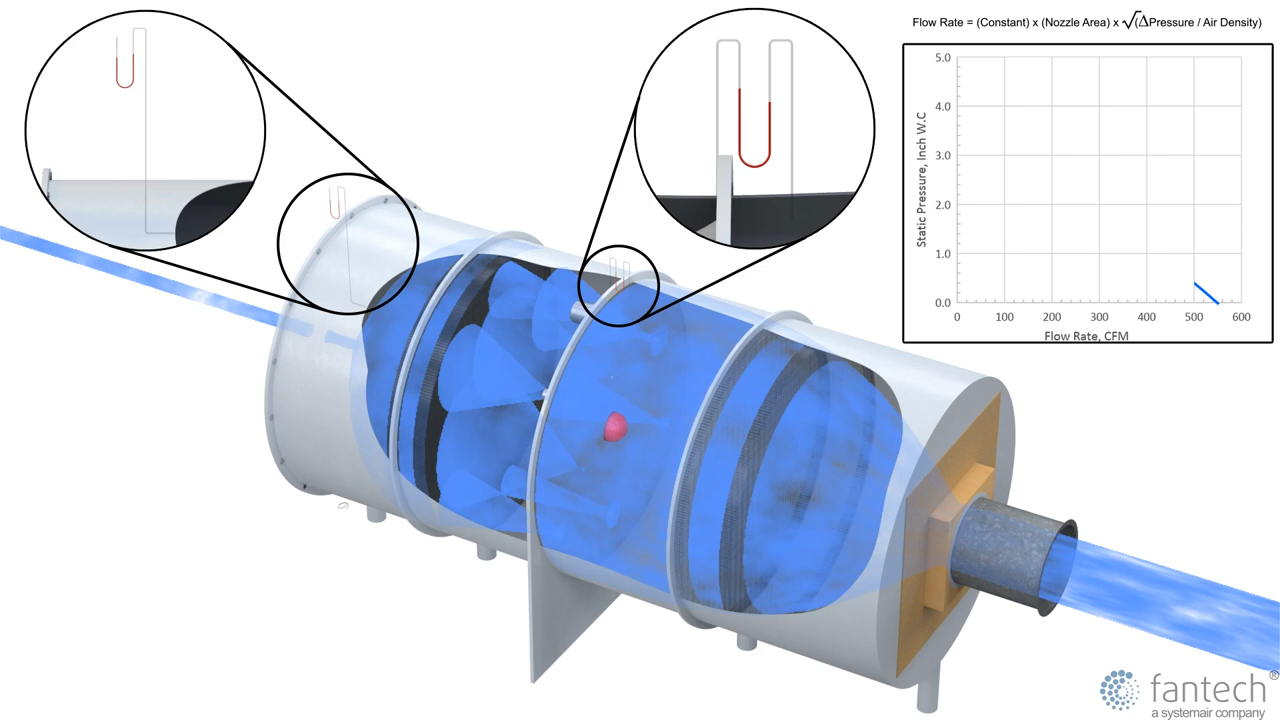 Flow Rate = (Constant) x (Nozzle Area) x √(ΔPressure / Air Density)
5.0
4.0
3.0
2.0
1.0
0.0
Static Pressure, Inch W.C
0 100 200 300 400 500 600
Flow Rate, CFM
fantech®
a systemair company